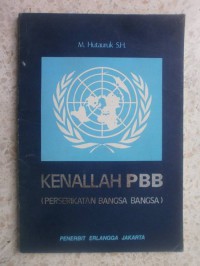 M. Hutauruk S.H.
KENALLAH PBB
(PERSERIKATAN BANGSA BANGSA)
PENERBIT ERLANGGA JAKARTA